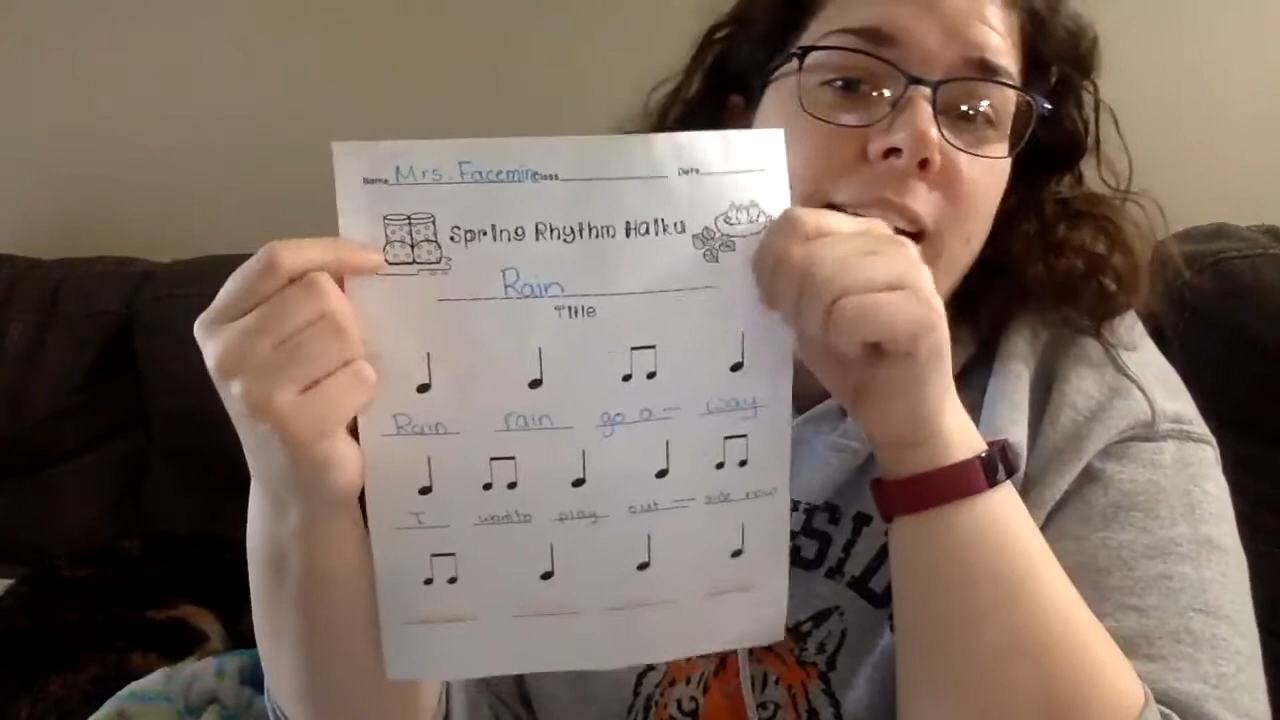 Name Mrs. Facemire Class Date
Spring Rhythm Haiku
Rain
Title
Rain rain go a- way
I want to play out - side now